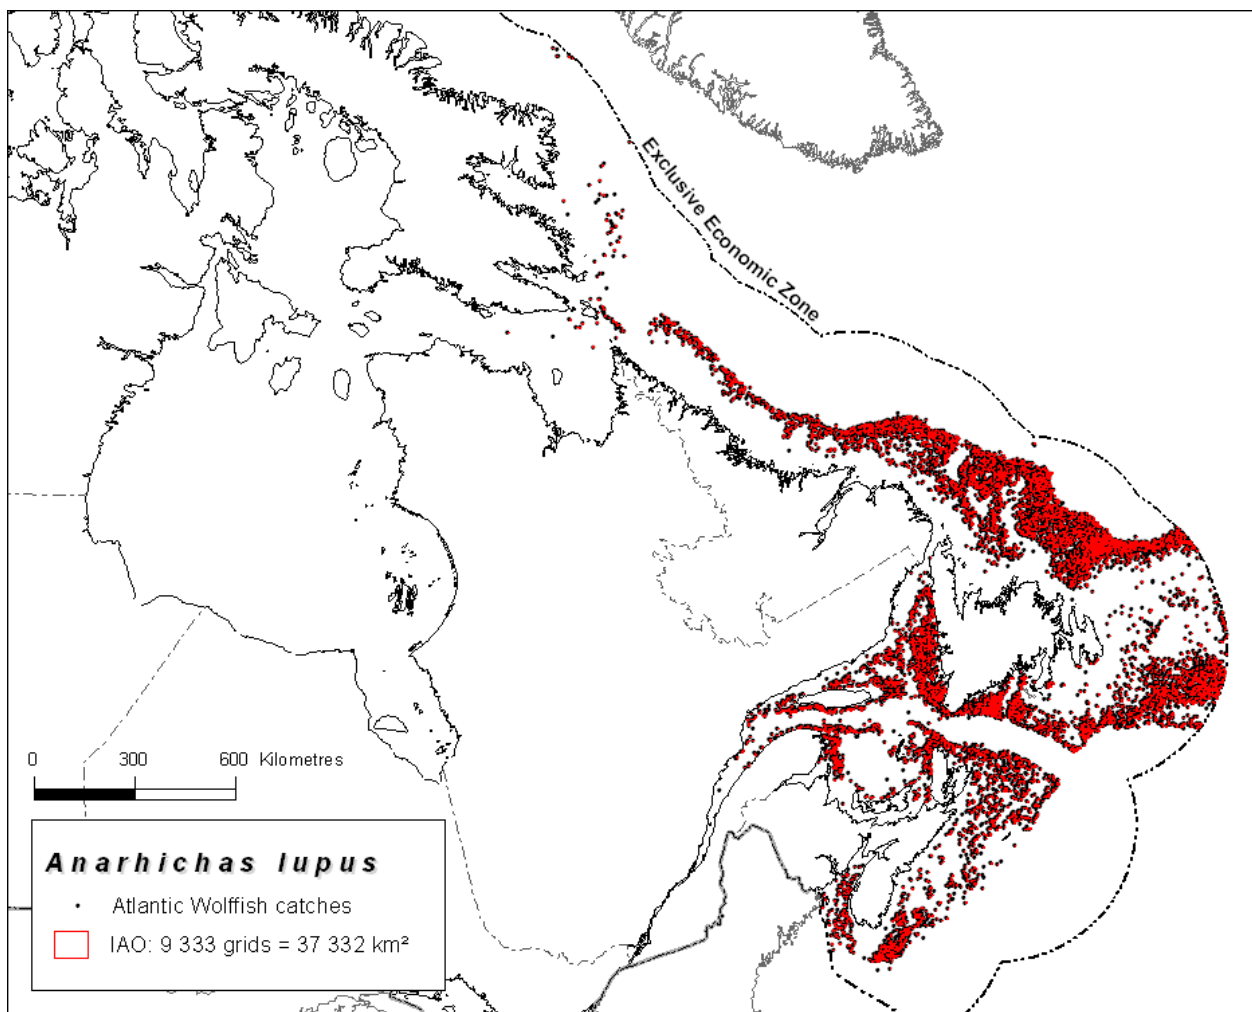 Exclusive Economic Zone
0 300 600 Kilometres
Anarhichas lupus
Atlantic Wolffish catches
IAO: 9 333 grids = 37 332 km²